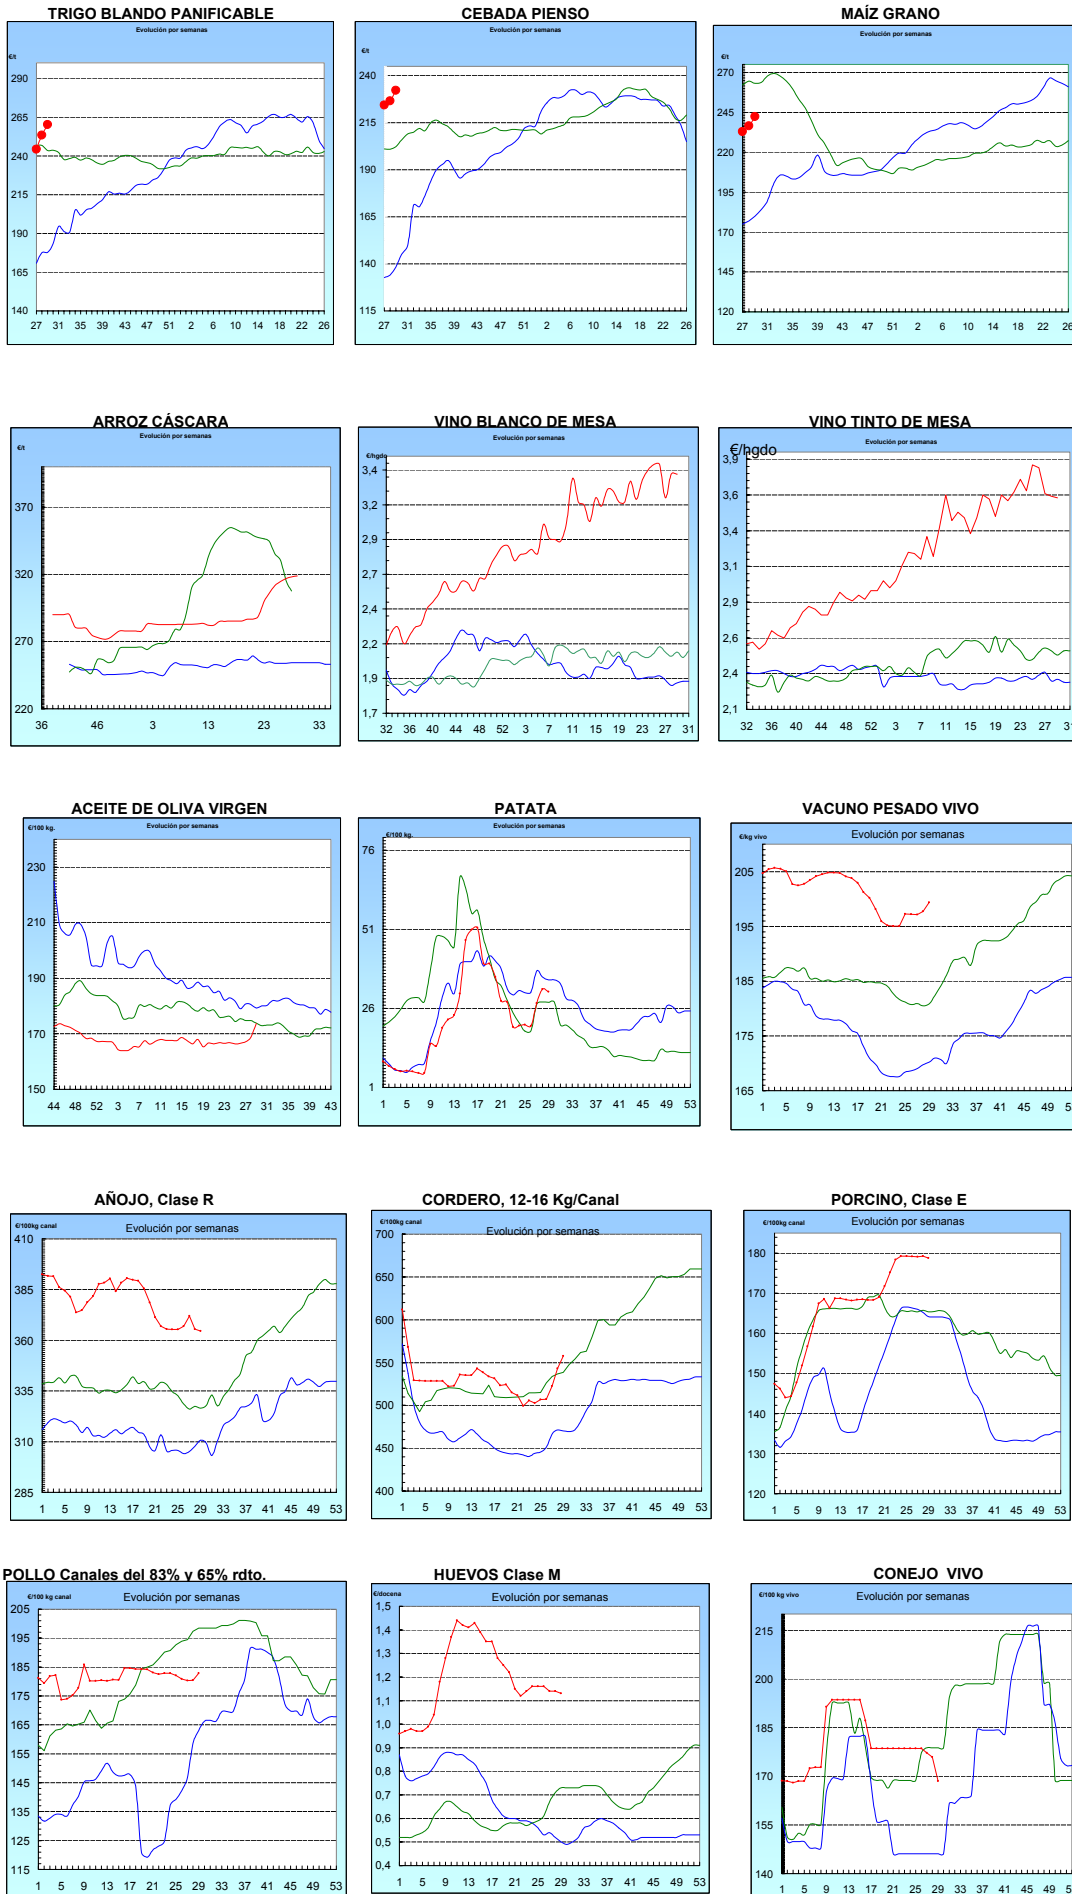 TRIGO BLANDO PANIFICABLE
Evolución por semanas
€/t
290
265
240
215
190
165
140
27 31 35 39 43 47 51 2 6 10 14 18 22 26
CEBADA PIENSO
Evolución por semanas
€/t
240
215
190
165
140
115
27 31 35 39 43 47 51 2 6 10 14 18 22 26
MAÍZ GRANO
Evolución por semanas
€/t
270
245
220
195
170
145
120
27 31 35 39 43 47 51 2 6 10 14 18 22 26
ARROZ CÁSCARA
Evolución por semanas
€/t
370
320
270
220
36 46 3 13 23 33
VINO BLANCO DE MESA
Evolución por semanas
€/hgdo
3,4
3,2
2,9
2,7
2,4
2,2
1,9
1,7
32 36 40 44 48 52 3 7 11 15 19 23 27 31
VINO TINTO DE MESA
Evolución por semanas
€/hgdo
3,9
3,6
3,4
3,1
2,9
2,6
2,4
2,1
32 36 40 44 48 52 3 7 11 15 19 23 27 31
ACEITE DE OLIVA VIRGEN
€/100 kg.
Evolución por semanas
230
210
190
170
150
44 48 52 3 7 11 15 19 23 27 31 35 39 43
PATATA
Evolución por semanas
€/100 kg.
76
51
26
1
1 5 9 13 17 21 25 29 33 37 41 45 49 53
VACUNO PESADO VIVO
€/kg vivo
Evolución por semanas
205
195
185
175
165
1 5 9 13 17 21 25 29 33 37 41 45 49 53
AÑOJO, Clase R
€/100kg canal
Evolución por semanas
410
385
360
335
310
285
1 5 9 13 17 21 25 29 33 37 41 45 49 53
CORDERO, 12-16 Kg/Canal
€/100kg canal
Evolución por semanas
700
650
600
550
500
450
400
1 5 9 13 17 21 25 29 33 37 41 45 49 53
PORCINO, Clase E
€/100kg canal
Evolución por semanas
180
170
160
150
140
130
120
1 5 9 13 17 21 25 29 33 37 41 45 49 53
POLLO Canales del 83% y 65% rdto.
€/100 kg canal
Evolución por semanas
205
195
185
175
165
155
145
135
125
115
1 5 9 13 17 21 25 29 33 37 41 45 49 53
HUEVOS Clase M
€/docena
Evolución por semanas
1,5
1,4
1,3
1,2
1,1
1,0
0,9
0,8
0,7
0,6
0,5
0,4
1 5 9 13 17 21 25 29 33 37 41 45 49 53
CONEJO VIVO
€/100 kg vivo
Evolución por semanas
215
200
185
170
155
140
1 5 9 13 17 21 25 29 33 37 41 45 49 53